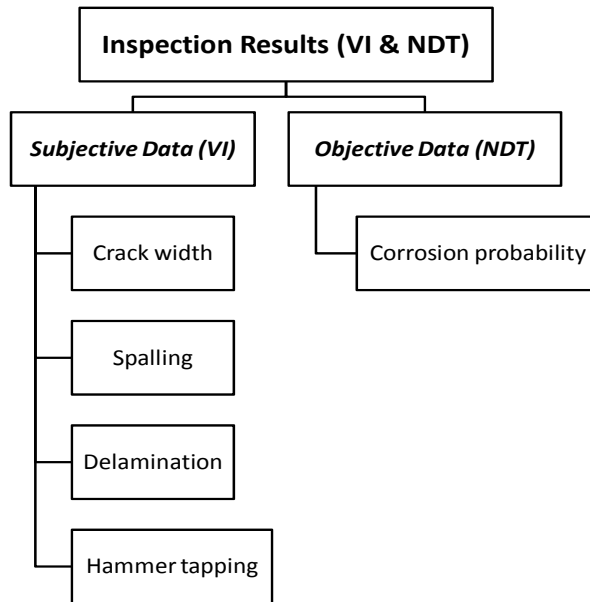 Inspection Results (VI & NDT)
Subjective Data (VI)
Objective Data (NDT)
Crack width
Corrosion probability
Spalling
Delamination
Hammer tapping